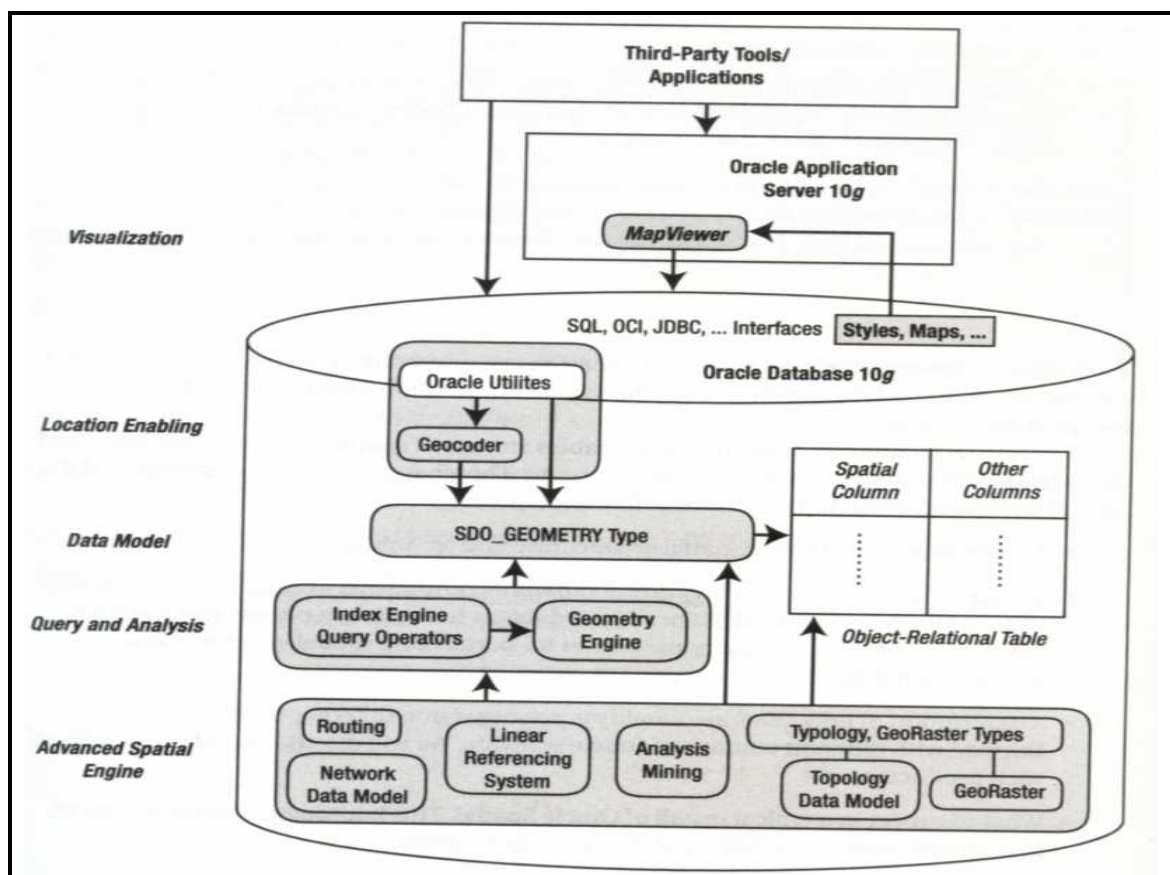 Third-Party Tools/
Applications
Oracle Application
Server 10g
Visualization
MapViewer
SQL, OCI, JDBC, ... Interfaces
Styles, Maps, ...
Oracle Database 10g
Oracle Utilites
Location Enabling
Geocoder
Spatial
Column
Other
Columns
Data Model
SDO_GEOMETRY Type
Query and Analysis
Index Engine
Query Operators
Geometry
Engine
Object-Relational Table
Advanced Spatial
Engine
Routing
Network
Data Model
Linear
Referencing
System
Analysis
Mining
Typology, GeoRaster Types
Topology
Data Model
GeoRaster